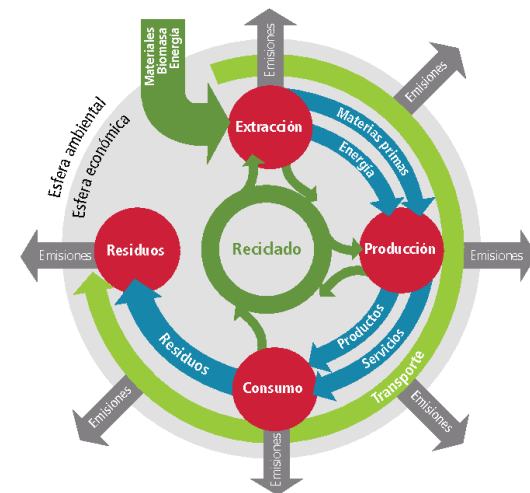 Materiales
Biomasa
Energía
Emisiones
Emisiones
Esfera ambiental
Esfera económica
Extracción
Materias primas
Energía
Emisiones
Residuos
Reciclado
Producción
Emisiones
Residuos
Productos
Servicios
Transporte
Consumo
Emisiones
Emisiones
Emisiones